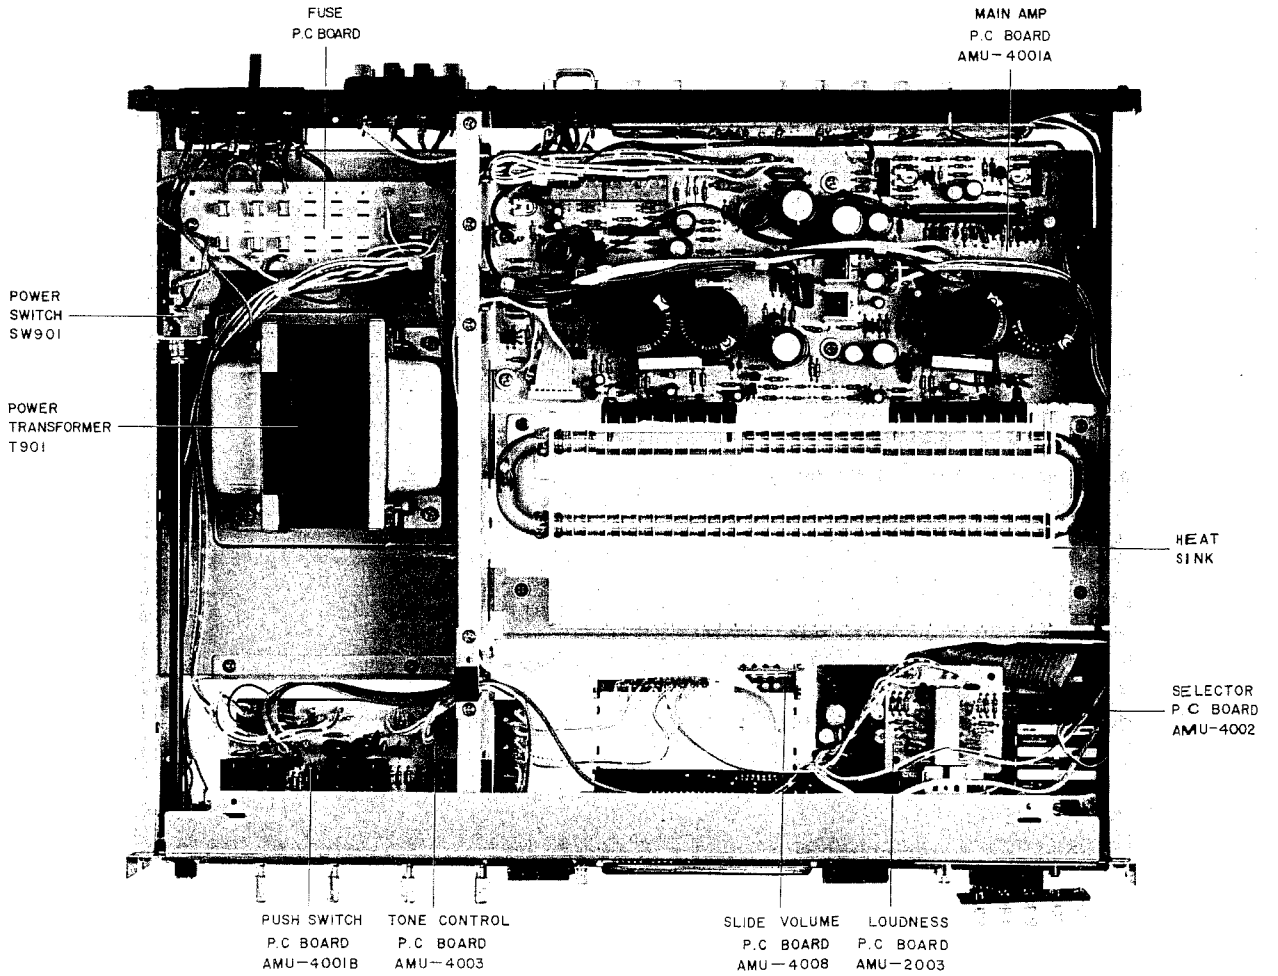 FUSE
P.C BOARD
MAIN AMP
P.C BOARD
AMU-4001A
POWER
SWITCH
SW901
POWER
TRANSFORMER
T901
HEAT
SINK
SELECTOR
P.C BOARD
AMU-4002
PUSH SWITCH
P.C BOARD
AMU-4001B
TONE CONTROL
P.C BOARD
AMU-4003
SLIDE VOLUME
P.C BOARD
AMU-4008
LOUDNESS
P.C BOARD
AMU-2003